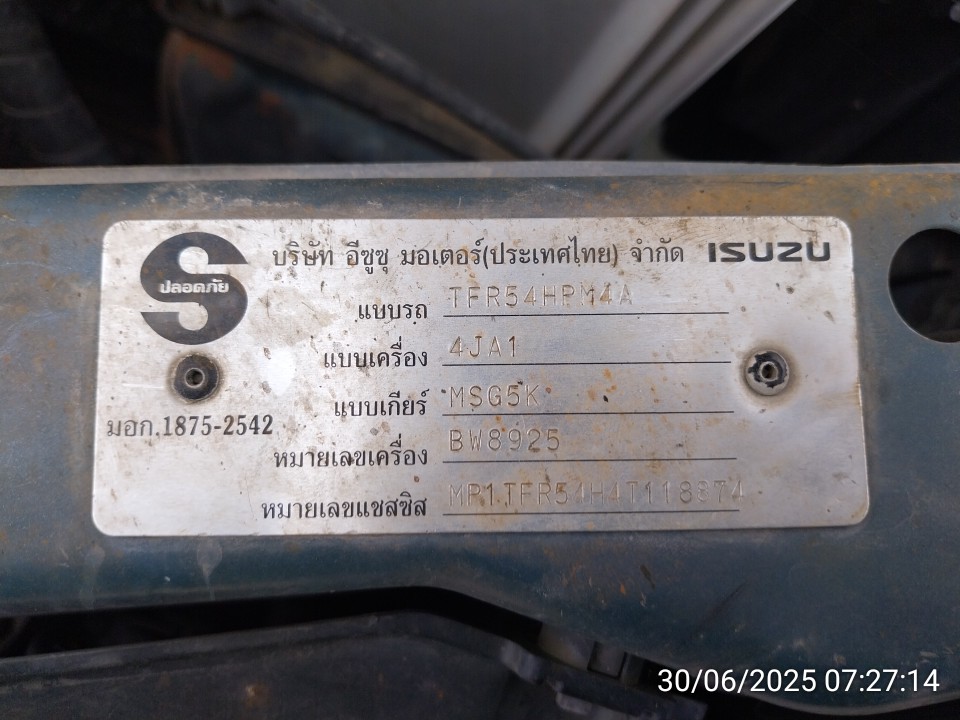 บริษัท อีซูซุ มอเตอร์(ประเทศไทย) จำกัด ISUZU
ปลอดภัย
แบบรถ TFR54HPM4A
แบบเครื่อง 4JA1
แบบเกียร์ MSG5K
มอก.1875-2542
หมายเลขเครื่อง BW8925
หมายเลขแชสซิส
30/06/2025 07:27:14